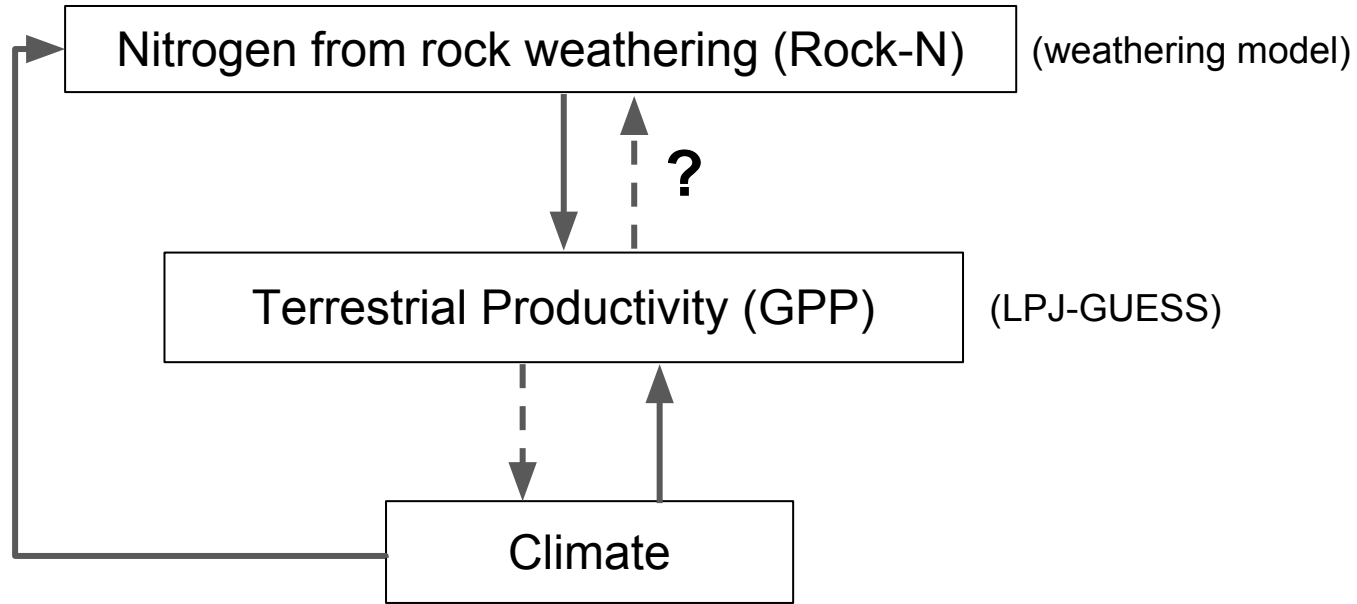 Nitrogen from rock weathering (Rock-N)
(weathering model)
?
Terrestrial Productivity (GPP)
(LPJ-GUESS)
Climate